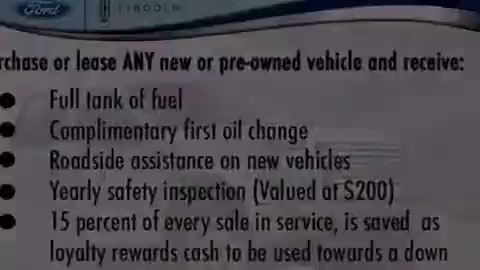 Ford LINCOLN
rchase or lease ANY new or pre-owned vehicle and receive:
● Full tank of fuel
● Complimentary first oil change
● Roadside assistance on new vehicles
● Yearly safety inspection (Valued at $200)
● 15 percent of every sale in service, is saved as
loyalty rewards cash to be used towards a down